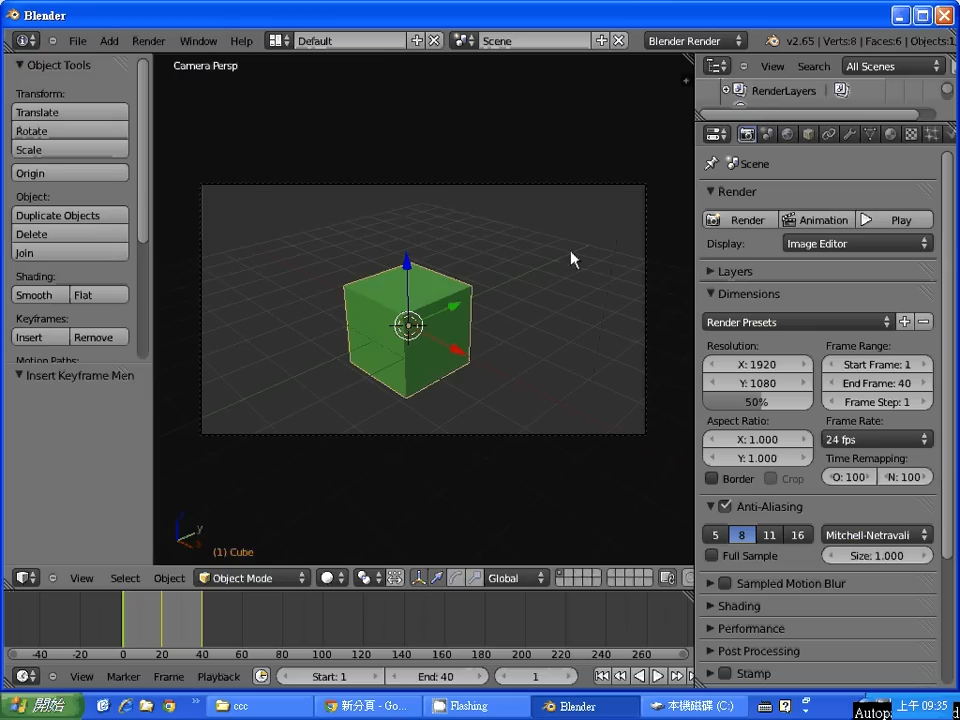 Blender
File Add Render Window Help Default Scene Blender Render v2.65 | Verts:8 | Faces:6 | Objects:1
Object Tools
Transform:
Translate
Rotate
Scale
Origin
Object:
Duplicate Objects
Delete
Join
Shading:
Smooth Flat
Keyframes:
Insert Remove
Motion Paths:
Insert Keyframe Men
Camera Persp
(1) Cube
z
y
View Select Object Object Mode Global
-40 -20 0 20 40 60 80 100 120 140 160 180 200 220 240 260
View Marker Frame Playback Start: 1 End: 40 1
View Search All Scenes
RenderLayers
Scene
Render
Render Animation Play
Display: Image Editor
Layers
Dimensions
Render Presets
Resolution: Frame Range:
X: 1920 Start Frame: 1
Y: 1080 End Frame: 40
50% Frame Step: 1
Aspect Ratio: Frame Rate:
X: 1.000 24 fps
Y: 1.000 Time Remapping:
Border Crop O: 100 N: 100
Anti-Aliasing
5 8 11 16 Mitchell-Netravali
Full Sample Size: 1.000
Sampled Motion Blur
Shading
Performance
Post Processing
Stamp
開始 ccc 新分頁 - Go... Flashing Blender 本機磁碟 (C:) 上午 09:35